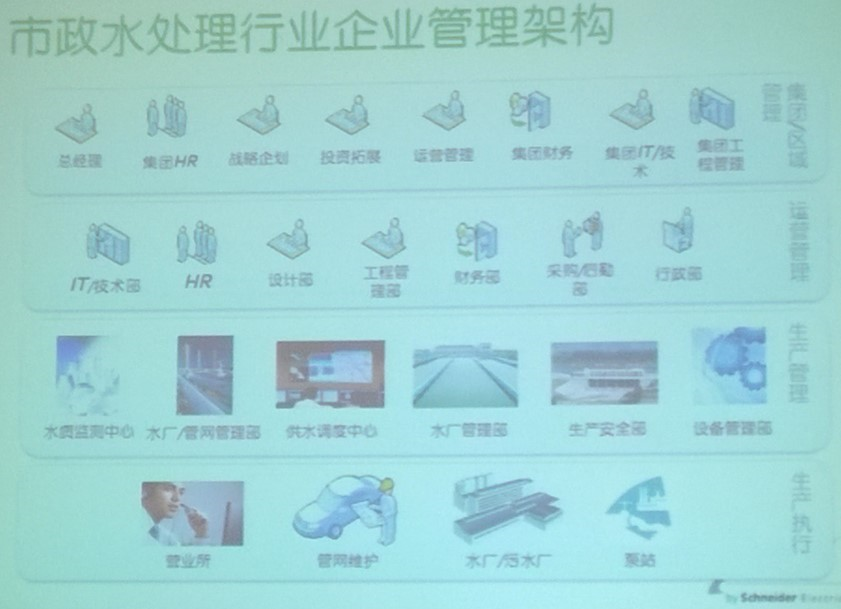 市政水处理行业企业管理架构
集团/区域
管理
总经理
集团HR
战略企划
投资拓展
运营管理
集团财务
集团IT/技
术
集团工
程管理
运营管理
IT/技术部
HR
设计部
工程管
理部
财务部
采购/后勤
部
行政部
生产管理
水质监测中心
水厂/管网管理部
供水调度中心
水厂管理部
生产安全部
设备管理部
生产执行
营业所
管网维护
水厂/污水厂
泵站
by Schneider Electric